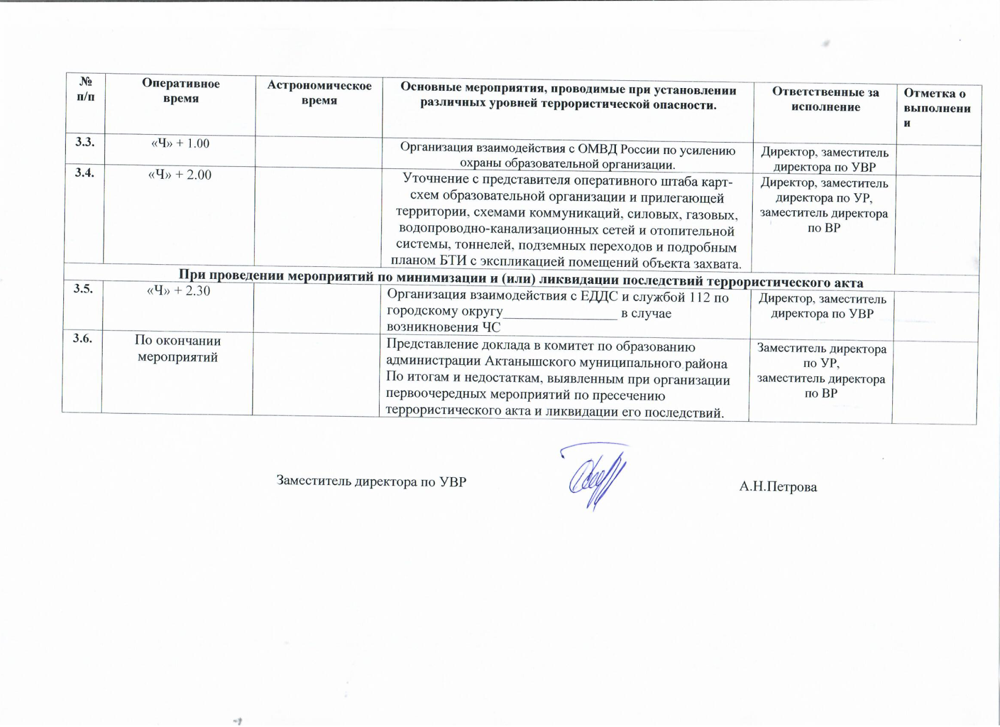 №
п/п
Оперативное
время
Астрономическое
время
Основные мероприятия, проводимые при установлении
различных уровней террористической опасности.
Ответственные за
исполнение
Отметка о
выполнени
и
3.3.
«Ч» + 1.00
Организация взаимодействия с ОМВД России по усилению
охраны образовательной организации.
Директор, заместитель
директора по УВР
3.4.
«Ч» + 2.00
Уточнение с представителя оперативного штаба карт-
схем образовательной организации и прилегающей
территории, схемами коммуникаций, силовых, газовых,
водопроводно-канализационных сетей и отопительной
системы, тоннелей, подземных переходов и подробным
планом БТИ с экспликацией помещений объекта захвата.
Директор, заместитель
директора по УР,
заместитель директора
по ВР
При проведении мероприятий по минимизации и (или) ликвидации последствий террористического акта
3.5.
«Ч» + 2.30
Организация взаимодействия с ЕДДС и службой 112 по
городскому округу_________________ в случае
возникновения ЧС
Директор, заместитель
директора по УВР
3.6.
По окончании
мероприятий
Представление доклада в комитет по образованию
администрации Актанышского муниципального района
По итогам и недостаткам, выявленным при организации
первоочередных мероприятий по пресечению
террористического акта и ликвидации его последствий.
Заместитель директора
по УР,
заместитель директора
по ВР
Заместитель директора по УВР
А.Н.Петрова